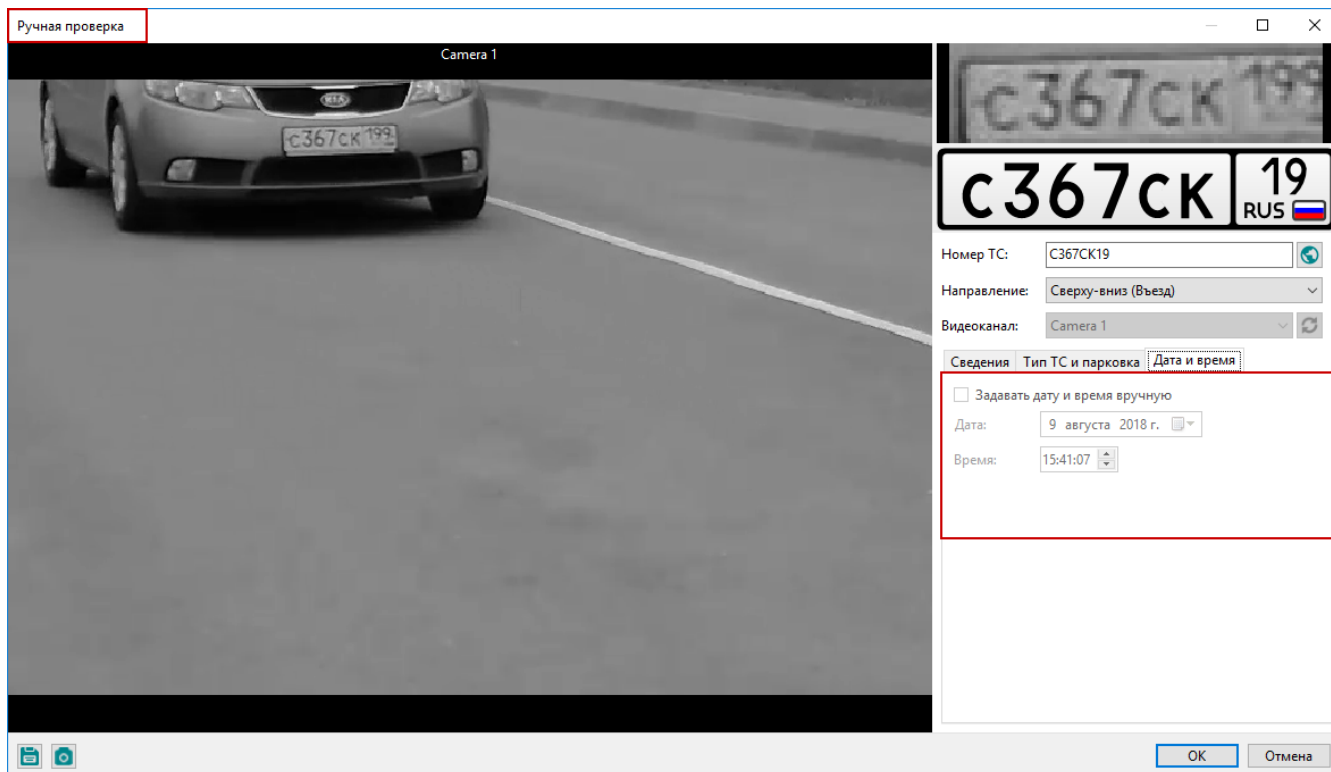 Ручная проверка
Camera 1
KIA
с367ск 199
с367ск 199
с367ск 19
RUS
Номер ТС: С367СК19
Направление: Сверху-вниз (Въезд)
Видеоканал: Camera 1
Сведения Тип ТС и парковка Дата и время
Задавать дату и время вручную
Дата: 9 августа 2018 г.
Время: 15:41:07
OK Отмена